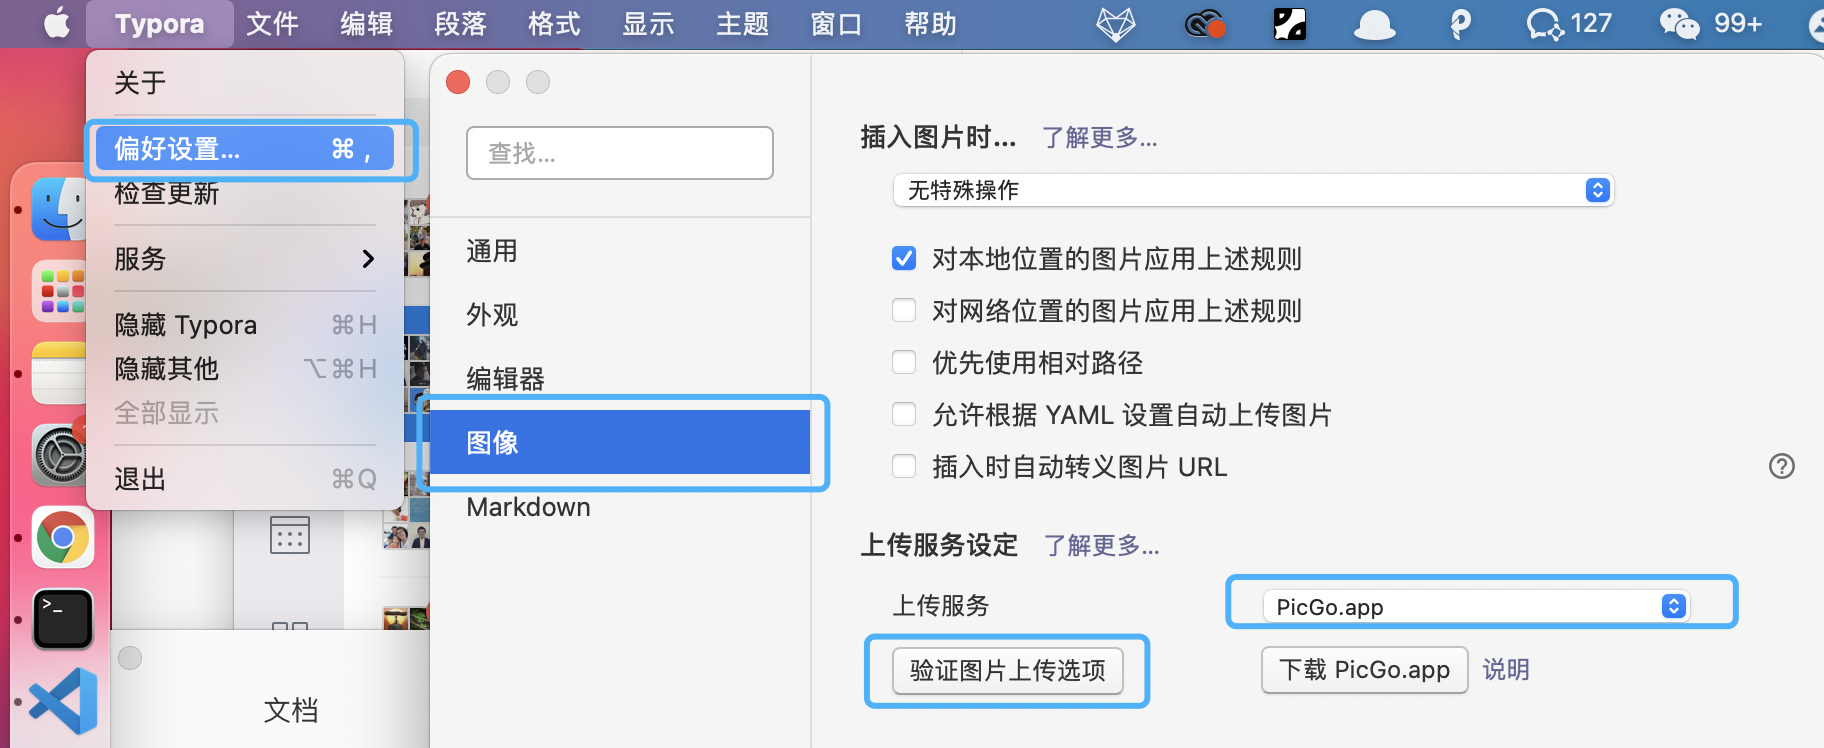 Typora 文件 编辑 段落 格式 显示 主题 窗口 帮助 127 99+
关于
偏好设置... ⌘ ,
检查更新
服务
隐藏 Typora ⌘H
隐藏其他 ⌥⌘H
全部显示
退出 ⌘Q
文档
查找...
通用
外观
编辑器
图像
Markdown
插入图片时... 了解更多...
无特殊操作
对本地位置的图片应用上述规则
对网络位置的图片应用上述规则
优先使用相对路径
允许根据 YAML 设置自动上传图片
插入时自动转义图片 URL
?
上传服务设定 了解更多...
上传服务 PicGo.app
验证图片上传选项 下载 PicGo.app 说明